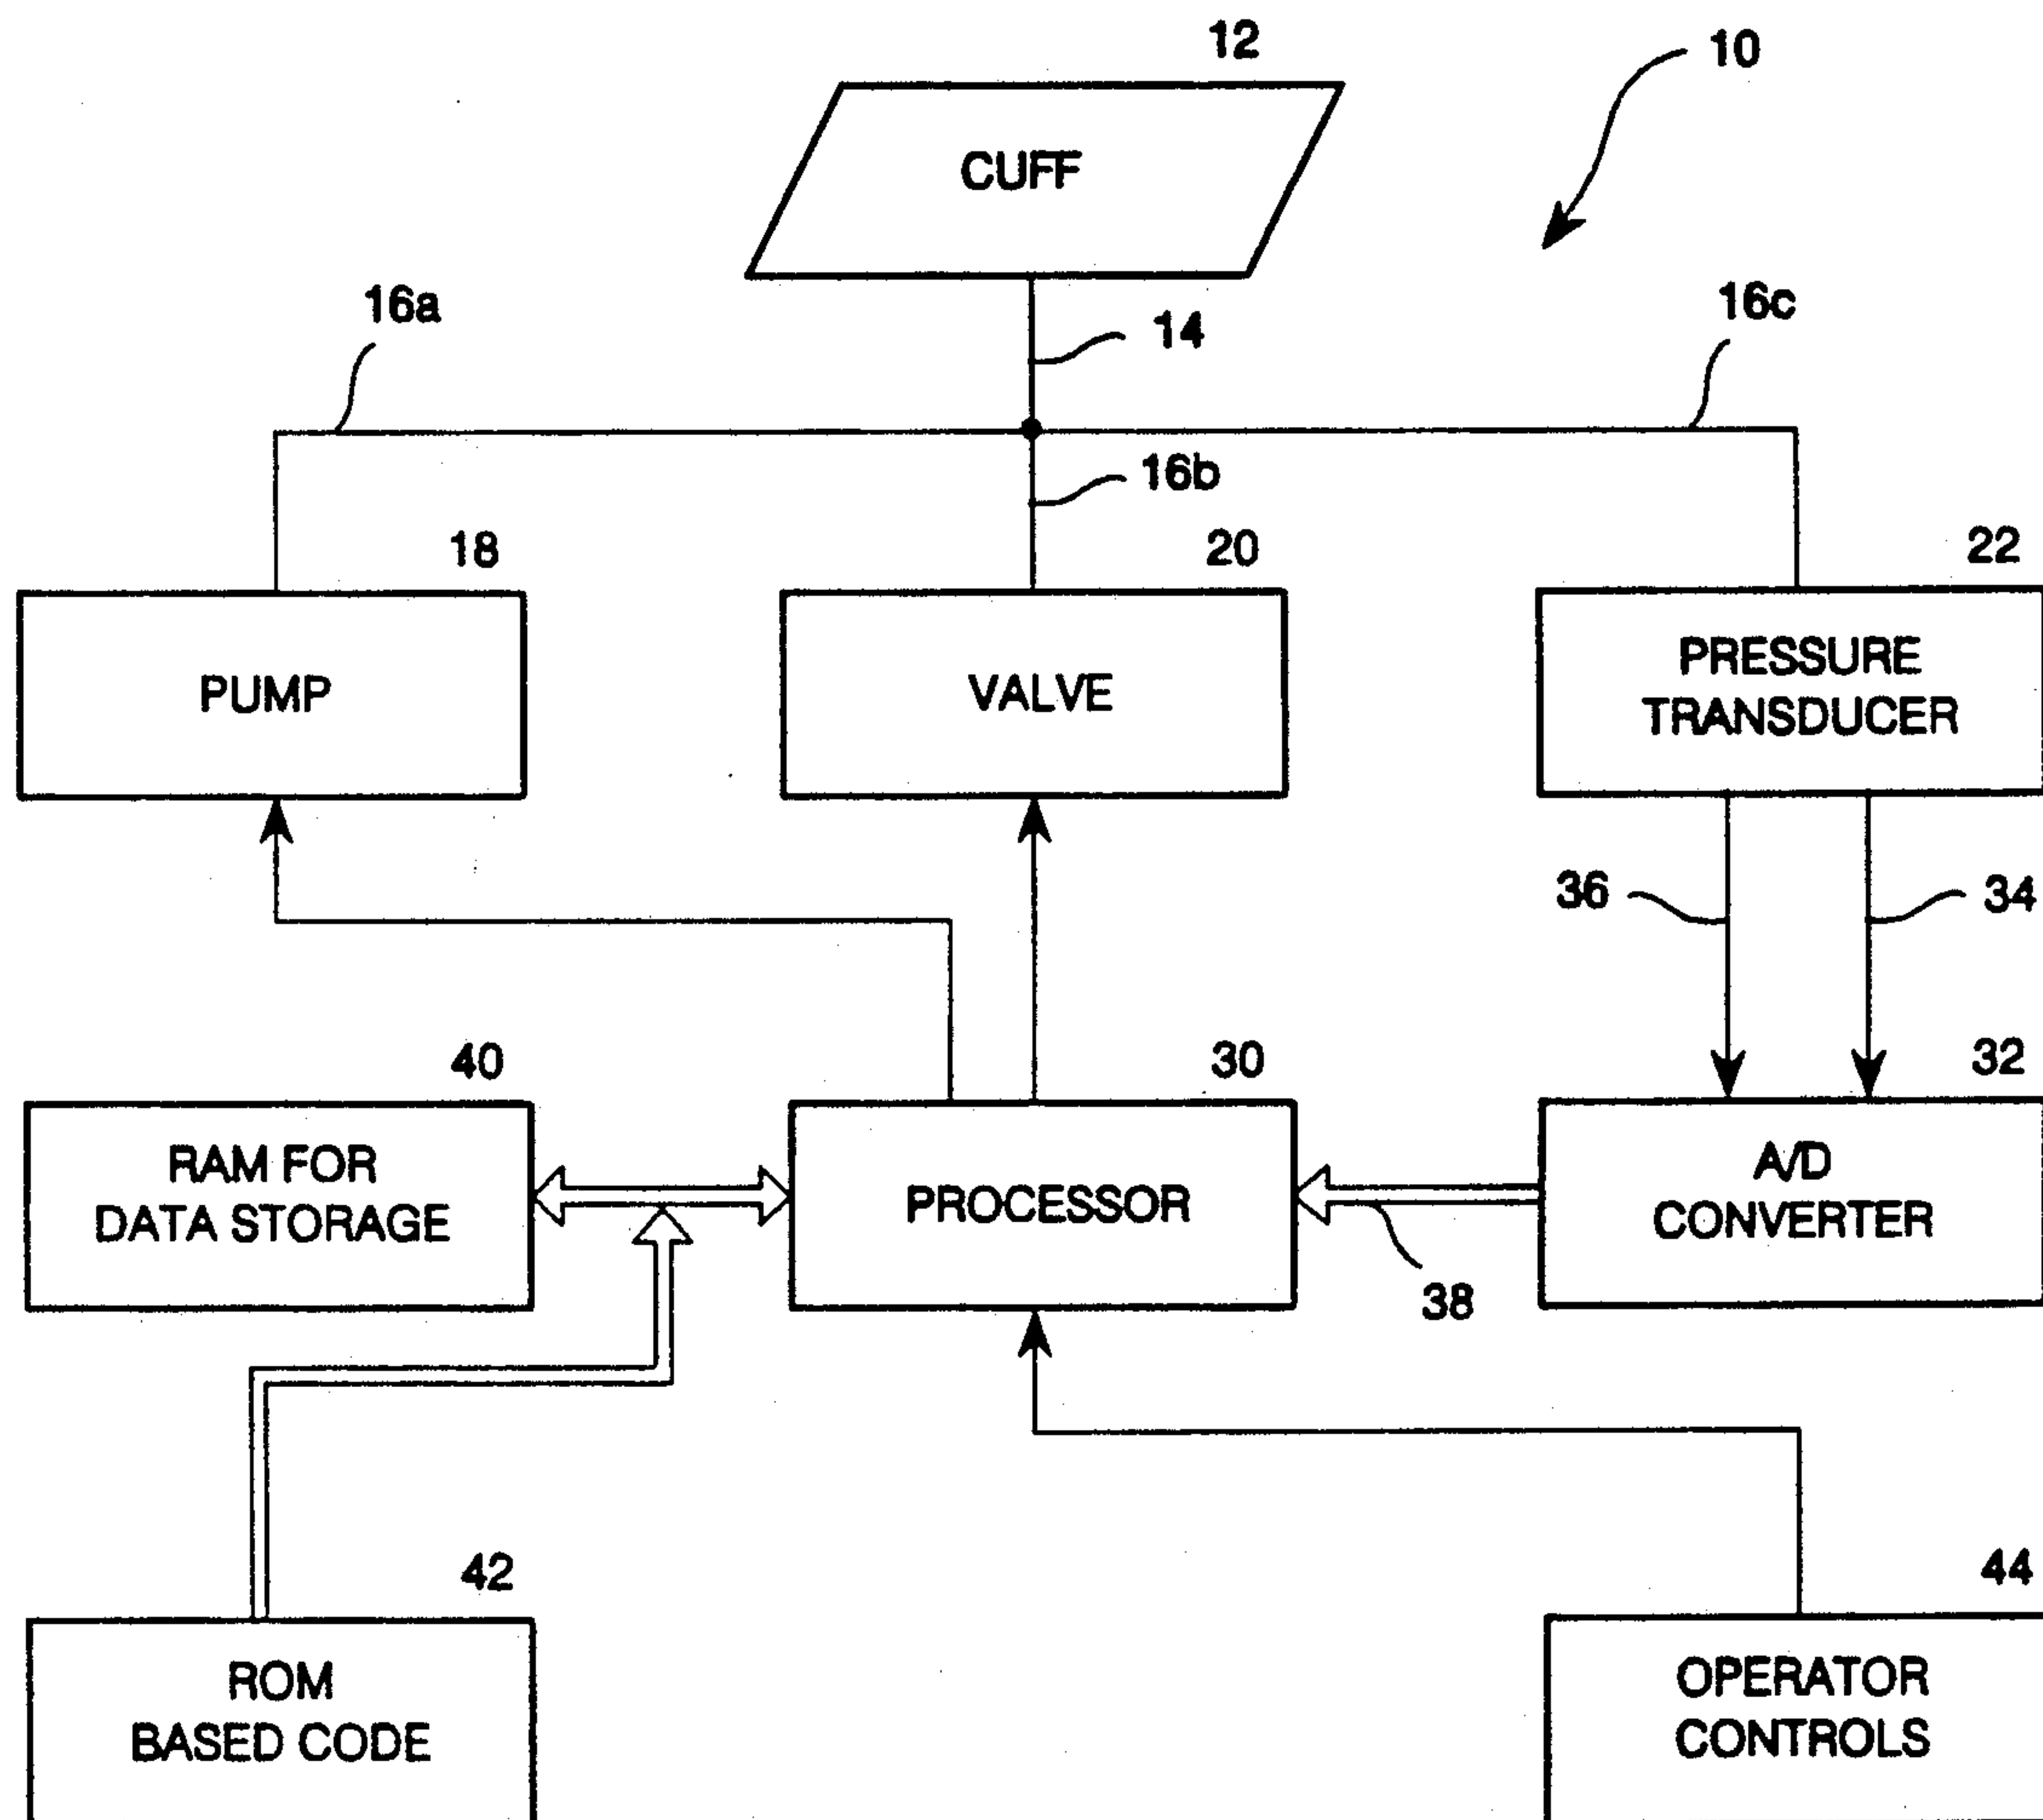 12
10
CUFF
16a
14
16c
16b
18
20
22
PUMP
VALVE
PRESSURE
TRANSDUCER
36
34
40
30
32
RAM FOR
DATA STORAGE
PROCESSOR
A/D
CONVERTER
38
42
44
ROM
BASED CODE
OPERATOR
CONTROLS